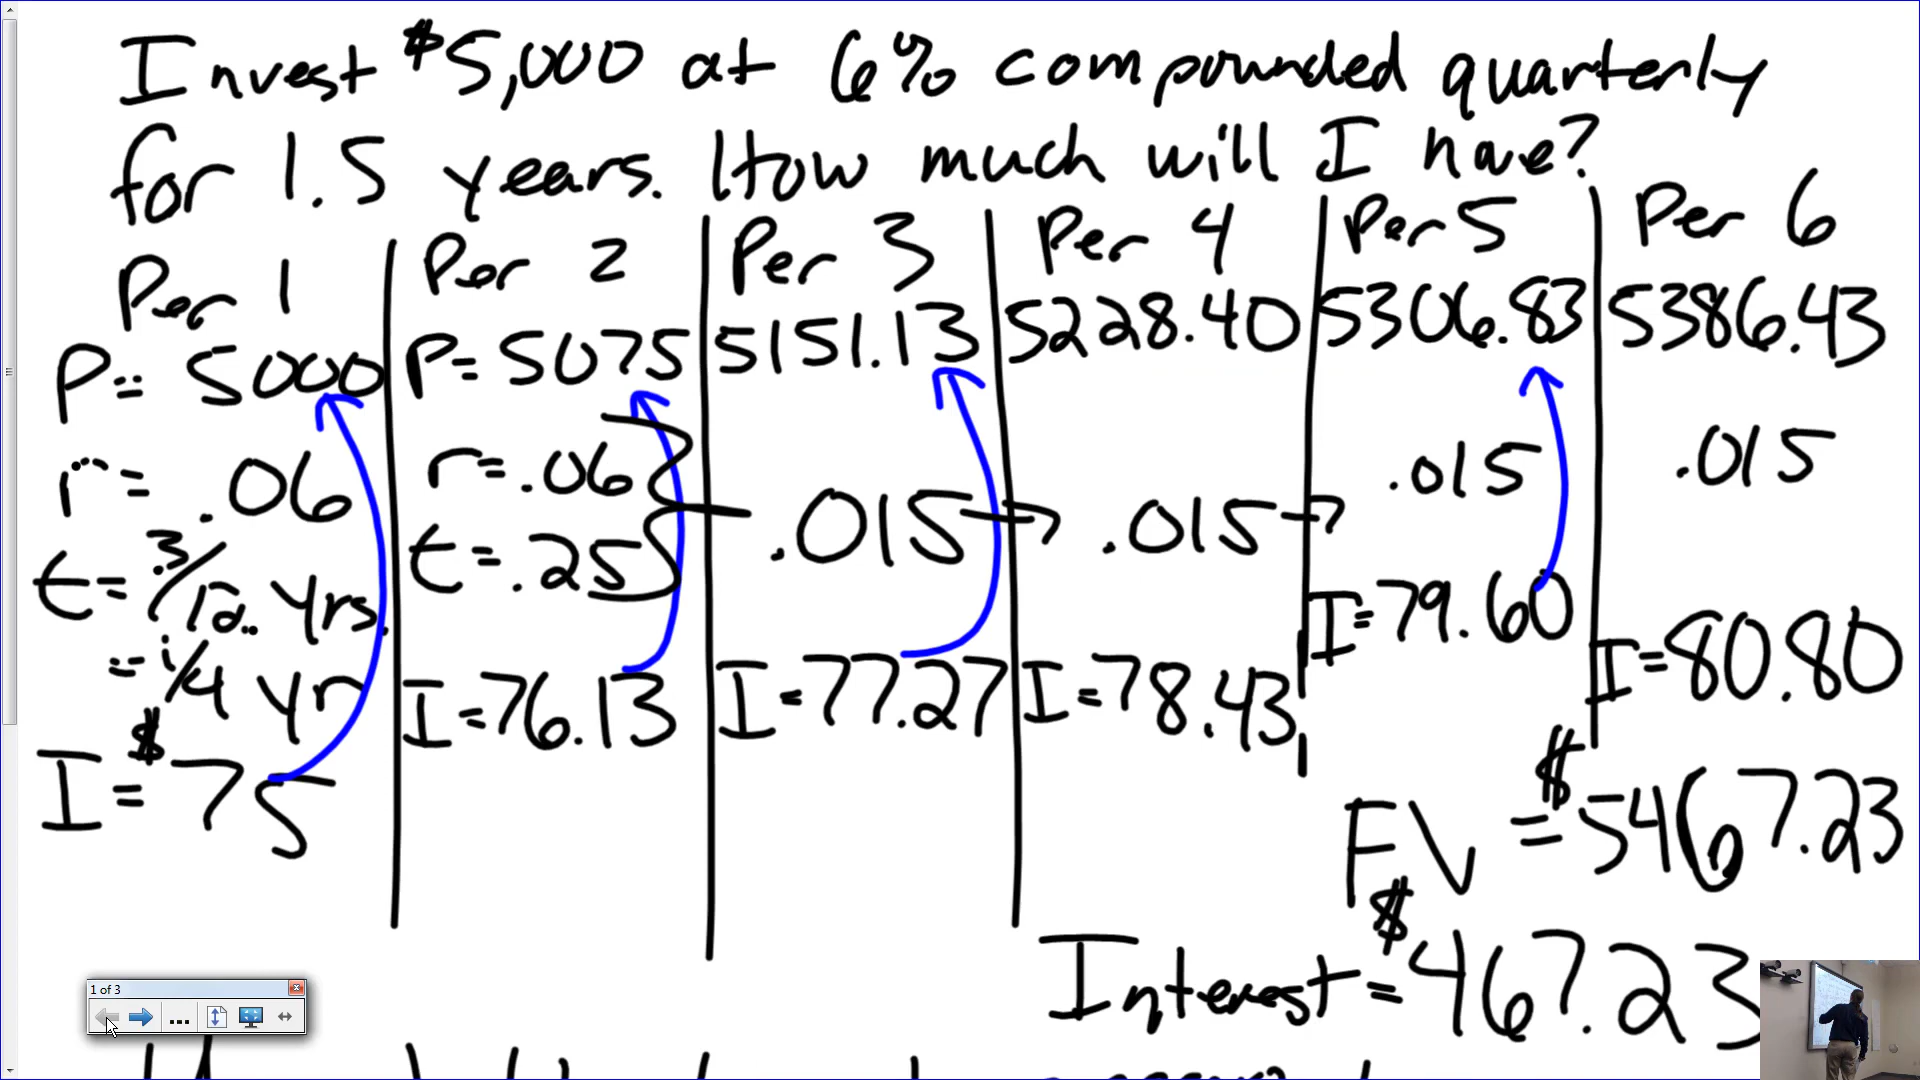 Invest $5,000 at 6% compounded quarterly
for 1.5 years. How much will I have?
Per 1
P = 5000
r = .06
t = 3/12 yrs.
= 1/4 yr
I = $75
Per 2
P = 5075
r = .06
t = .25
I = 76.13
Per 3
5151.13
.015
I = 77.27
Per 4
5228.40
.015
I = 78.43
Per 5
5306.83
.015
I = 79.60
Per 6
5386.43
.015
I = 80.80
FV = $5467.23
Interest = $467.23
1 of 3